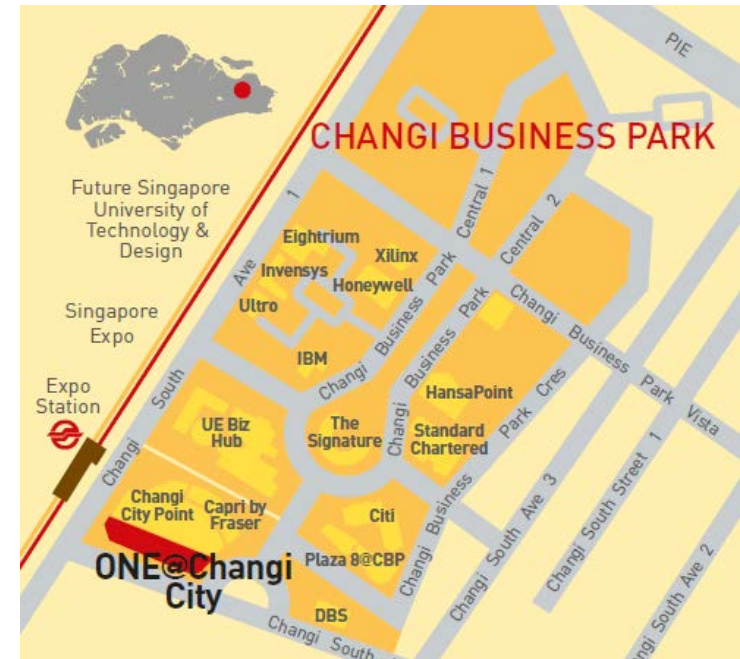 PIE
CHANGI BUSINESS PARK
Future Singapore
University of
Technology &
Design
Singapore
Expo
Expo
Station
Changi South Ave 1
Eightrium
Invensys
Ultro
Xilinx
Honeywell
IBM
Changi Business Park Central 1
Changi Business Park Central 2
Changi Business Park Vista
HansaPoint
Standard
Chartered
The
Signature
UE Biz
Hub
Changi
City Point
Capri by
Fraser
Citi
Plaza 8@CBP
DBS
ONE@Changi
City
Changi Business Park Cres
Changi South Ave 3
Changi South Street 1
South Ave 2
Changi South